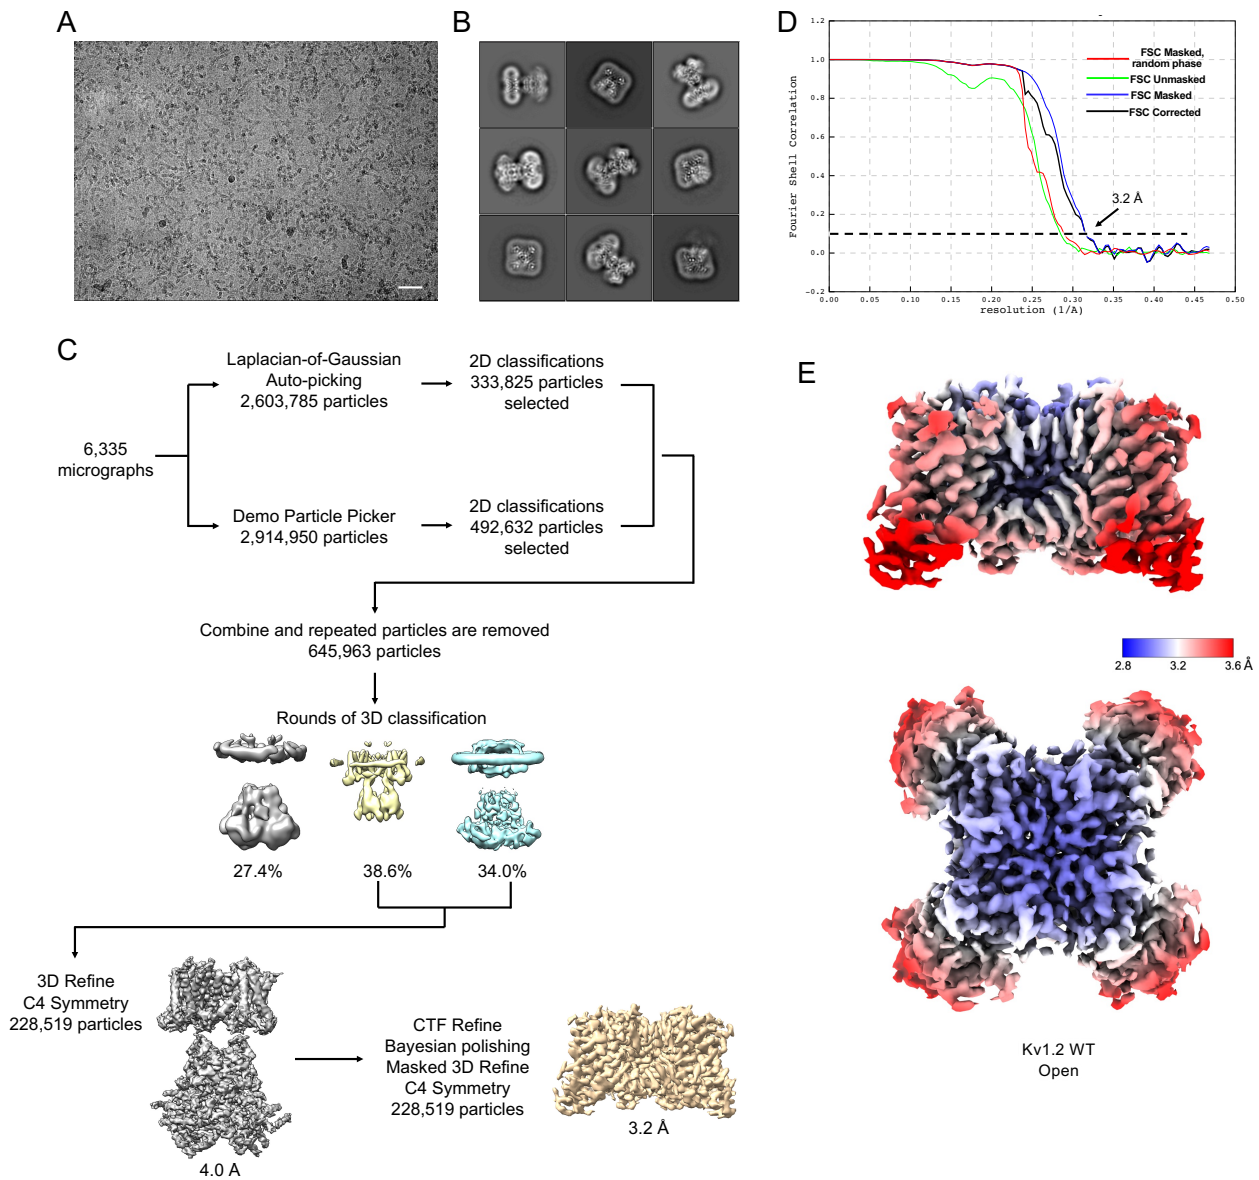 A
B
D
1.2
1.0
0.8
0.6
0.4
0.2
0.0
-0.2
0.00
0.05
0.10
0.15
0.20
0.25
0.30
0.35
0.40
0.45
0.50
Fourier Shell Correlation
resolution (1/A)
FSC Masked,
random phase
FSC Unmasked
FSC Masked
FSC Corrected
3.2 Å
C
6,335
micrographs
Laplacian-of-Gaussian
Auto-picking
2,603,785 particles
2D classifications
333,825 particles
selected
Demo Particle Picker
2,914,950 particles
2D classifications
492,632 particles
selected
Combine and repeated particles are removed
645,963 particles
Rounds of 3D classification
27.4%
38.6%
34.0%
3D Refine
C4 Symmetry
228,519 particles
4.0 A
CTF Refine
Bayesian polishing
Masked 3D Refine
C4 Symmetry
228,519 particles
3.2 Å
E
2.8
3.2
3.6 Å
Kv1.2 WT
Open